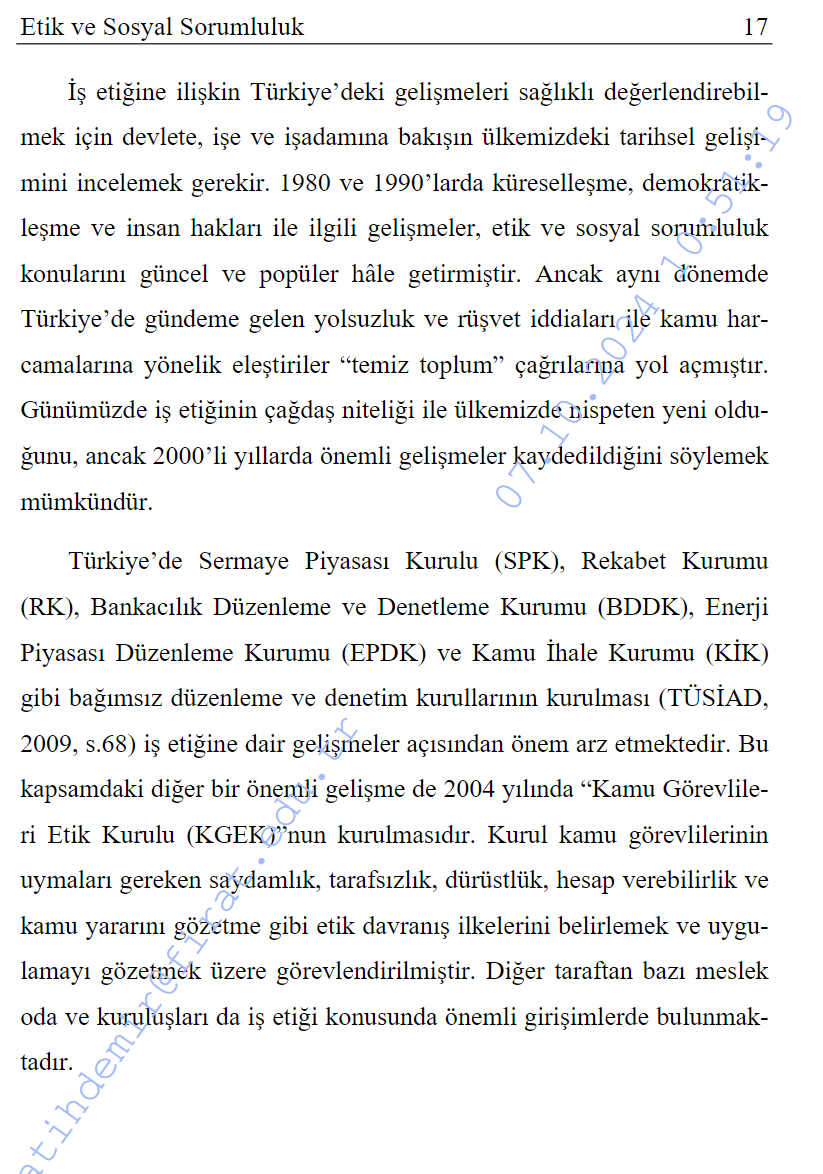 Etik ve Sosyal Sorumluluk 17
İş etiğine ilişkin Türkiye’deki gelişmeleri sağlıklı değerlendirebil-
mek için devlete, işe ve işadamına bakışın ülkemizdeki tarihsel gelişi-
mini incelemek gerekir. 1980 ve 1990’larda küreselleşme, demokratik-
leşme ve insan hakları ile ilgili gelişmeler, etik ve sosyal sorumluluk
konularını güncel ve popüler hâle getirmiştir. Ancak aynı dönemde
Türkiye’de gündeme gelen yolsuzluk ve rüşvet iddiaları ile kamu har-
camalarına yönelik eleştiriler “temiz toplum” çağrılarına yol açmıştır.
Günümüzde iş etiğinin çağdaş niteliği ile ülkemizde nispeten yeni oldu-
ğunu, ancak 2000’li yıllarda önemli gelişmeler kaydedildiğini söylemek
mümkündür.
Türkiye’de Sermaye Piyasası Kurulu (SPK), Rekabet Kurumu
(RK), Bankacılık Düzenleme ve Denetleme Kurumu (BDDK), Enerji
Piyasası Düzenleme Kurumu (EPDK) ve Kamu İhale Kurumu (KİK)
gibi bağımsız düzenleme ve denetim kurullarının kurulması (TÜSİAD,
2009, s.68) iş etiğine dair gelişmeler açısından önem arz etmektedir. Bu
kapsamdaki diğer bir önemli gelişme de 2004 yılında “Kamu Görevlile-
ri Etik Kurulu (KGEK)”nun kurulmasıdır. Kurul kamu görevlilerinin
uymaları gereken saydamlık, tarafsızlık, dürüstlük, hesap verebilirlik ve
kamu yararını gözetme gibi etik davranış ilkelerini belirlemek ve uygu-
lamayı gözetmek üzere görevlendirilmiştir. Diğer taraftan bazı meslek
oda ve kuruluşları da iş etiği konusunda önemli girişimlerde bulunmak-
tadır.
07.10.2024 10:51:19
atihdemir@firat.edu.tr